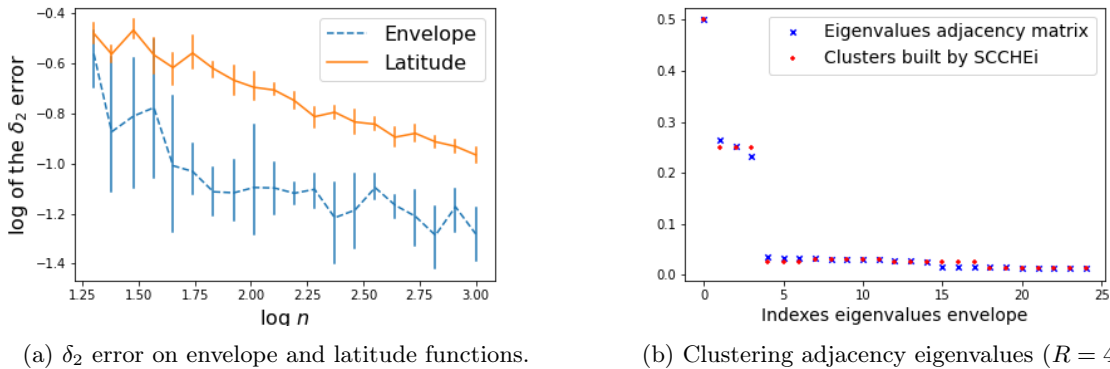 −0.4
−0.6
−0.8
−1.0
−1.2
−1.4
log of the δ₂ error
Envelope
Latitude
1.25 1.50 1.75 2.00 2.25 2.50 2.75 3.00
log n
(a) δ₂ error on envelope and latitude functions.
0.5
0.4
0.3
0.2
0.1
0.0
Eigenvalues adjacency matrix
Clusters built by SCCHEi
0 5 10 15 20 25
Indexes eigenvalues envelope
(b) Clustering adjacency eigenvalues (R = 4